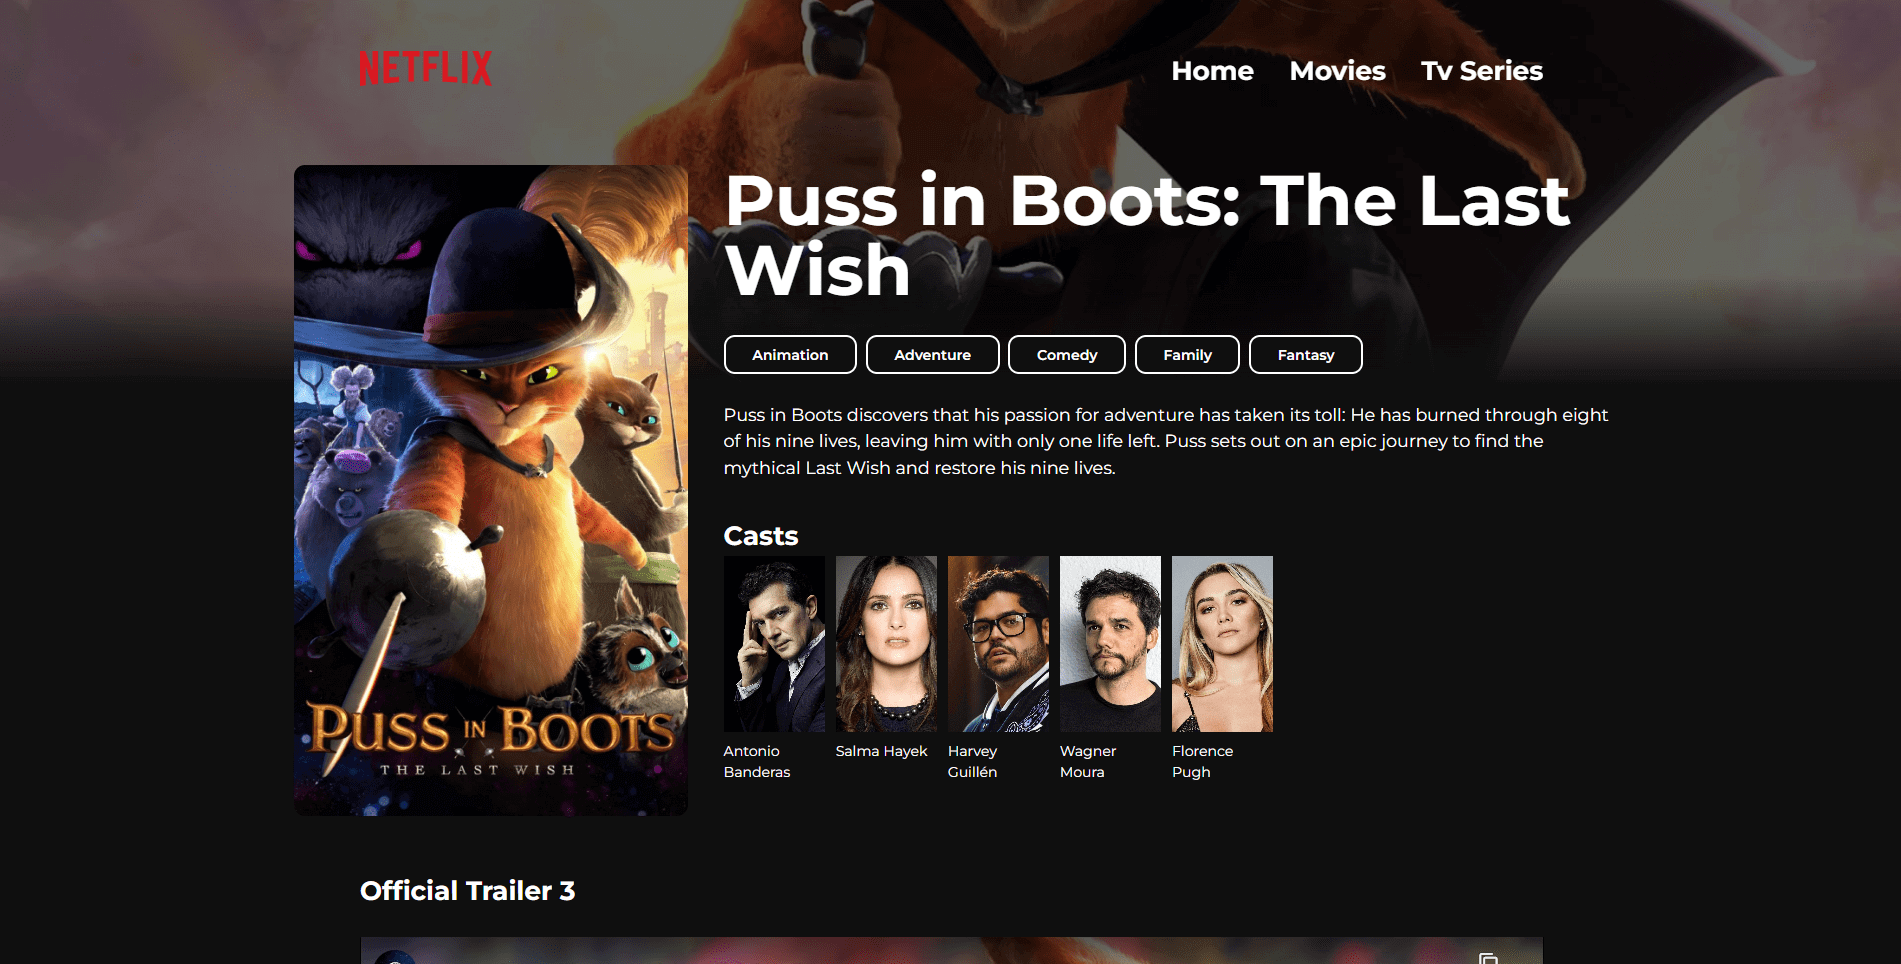 NETFLIX
Home Movies Tv Series
Puss in Boots: The Last
Wish
Animation Adventure Comedy Family Fantasy
Puss in Boots discovers that his passion for adventure has taken its toll: He has burned through eight
of his nine lives, leaving him with only one life left. Puss sets out on an epic journey to find the
mythical Last Wish and restore his nine lives.
Casts
Antonio
Banderas
Salma Hayek
Harvey
Guillén
Wagner
Moura
Florence
Pugh
PUSS IN BOOTS
THE LAST WISH
Official Trailer 3